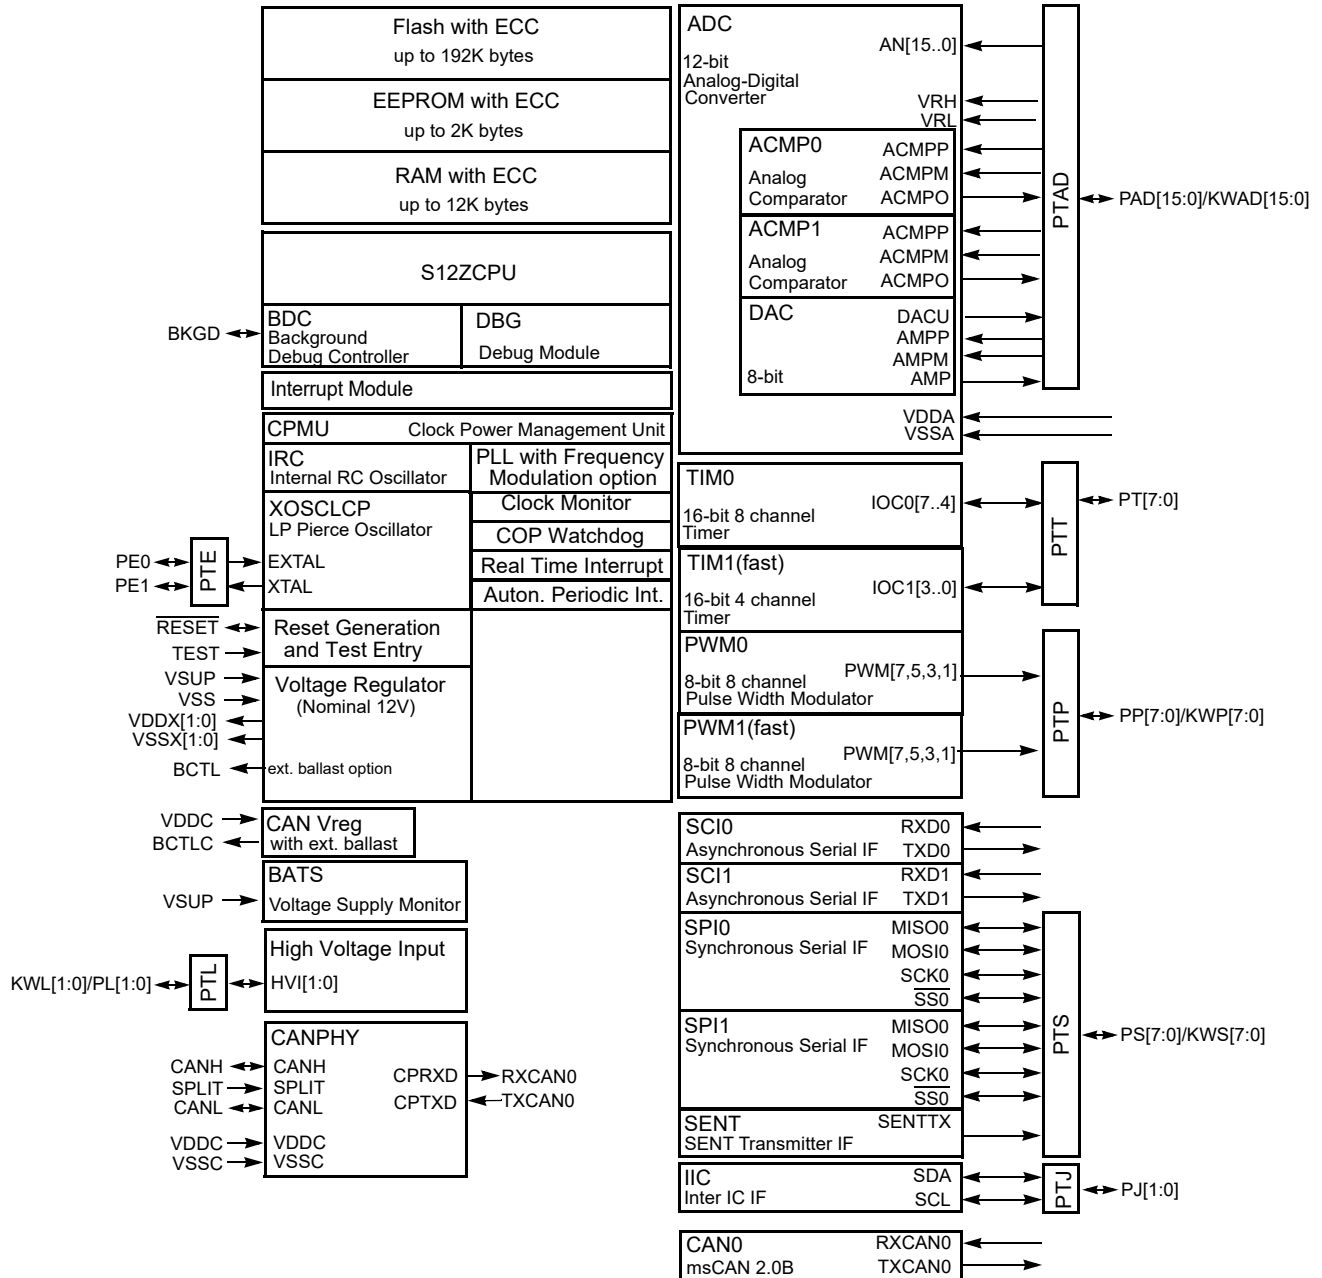 Flash with ECC
up to 192K bytes
EEPROM with ECC
up to 2K bytes
RAM with ECC
up to 12K bytes
S12ZCPU
BKGD
BDC
Background
Debug Controller
DBG
Debug Module
Interrupt Module
CPMU
Clock Power Management Unit
IRC
Internal RC Oscillator
PLL with Frequency
Modulation option
XOSCLCP
LP Pierce Oscillator
Clock Monitor
COP Watchdog
Real Time Interrupt
Auton. Periodic Int.
PE0
PE1
PTE
EXTAL
XTAL
RESET
TEST
Reset Generation
and Test Entry
VSUP
VSS
VDDX[1:0]
VSSX[1:0]
BCTL
Voltage Regulator
(Nominal 12V)
ext. ballast option
VDDC
BCTLC
CAN Vreg
with ext. ballast
VSUP
BATS
Voltage Supply Monitor
KWL[1:0]/PL[1:0]
PTL
High Voltage Input
HVI[1:0]
CANPHY
CANH
SPLIT
CANL
VDDC
VSSC
CANH
SPLIT
CANL
VDDC
VSSC
CPRXD
CPTXD
RXCAN0
TXCAN0
ADC
12-bit
Analog-Digital
Converter
AN[15..0]
VRH
VRL
ACMP0
Analog
Comparator
ACMPP
ACMPM
ACMPO
ACMP1
Analog
Comparator
ACMPP
ACMPM
ACMPO
DAC
8-bit
DACU
AMPP
AMPM
AMP
VDDA
VSSA
PTAD
PAD[15:0]/KWAD[15:0]
TIM0
16-bit 8 channel
Timer
IOC0[7..4]
TIM1(fast)
16-bit 4 channel
Timer
IOC1[3..0]
PTT
PT[7:0]
PWM0
8-bit 8 channel
Pulse Width Modulator
PWM[7,5,3,1]
PWM1(fast)
8-bit 8 channel
Pulse Width Modulator
PWM[7,5,3,1]
PTP
PP[7:0]/KWP[7:0]
SCI0
Asynchronous Serial IF
RXD0
TXD0
SCI1
Asynchronous Serial IF
RXD1
TXD1
SPI0
Synchronous Serial IF
MISO0
MOSI0
SCK0
SS0
SPI1
Synchronous Serial IF
MISO0
MOSI0
SCK0
SS0
SENT
SENT Transmitter IF
SENTTX
PTS
PS[7:0]/KWS[7:0]
IIC
Inter IC IF
SDA
SCL
PTJ
PJ[1:0]
CAN0
msCAN 2.0B
RXCAN0
TXCAN0